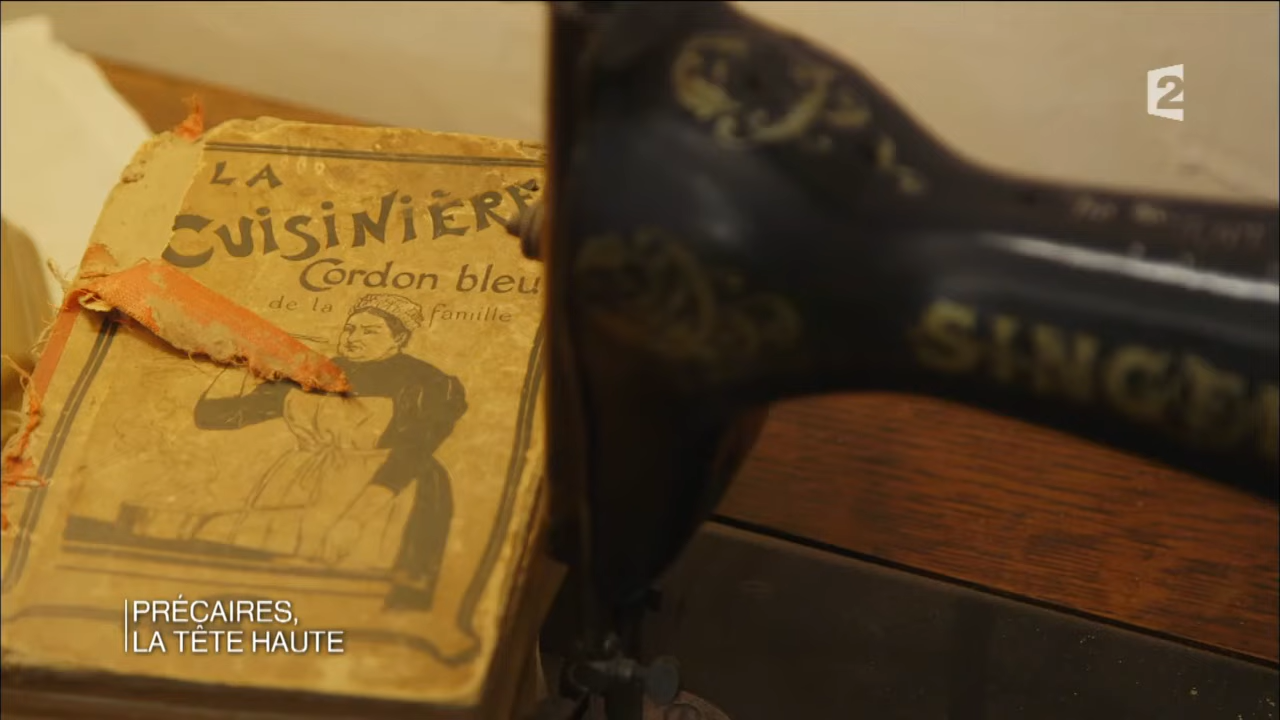 LA
CUISINIÈRE
Cordon bleu
de la famille
SINGER
2
PRÉCAIRES,
LA TÊTE HAUTE